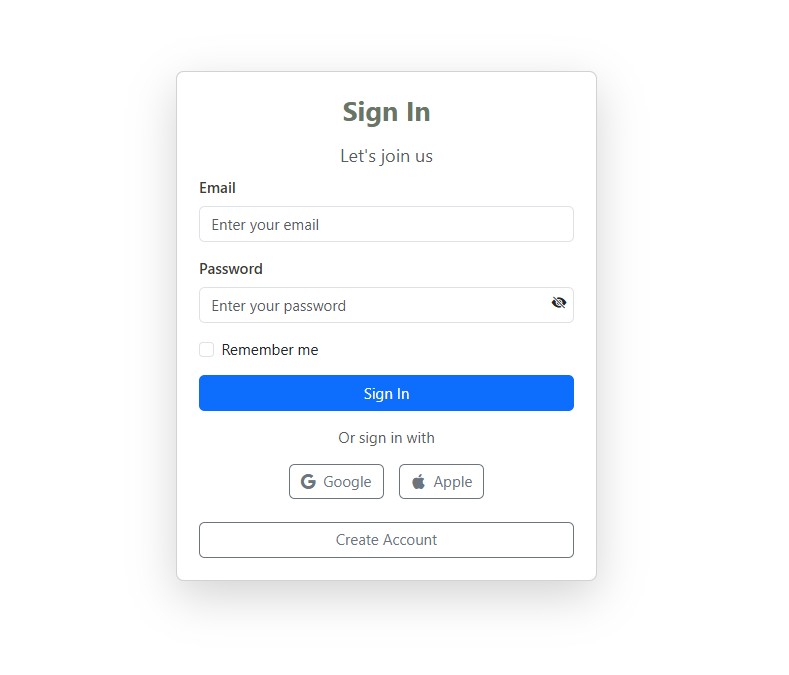 Sign In
Let's join us
Email
Enter your email
Password
Enter your password
Remember me
Sign In
Or sign in with
Google Apple
Create Account